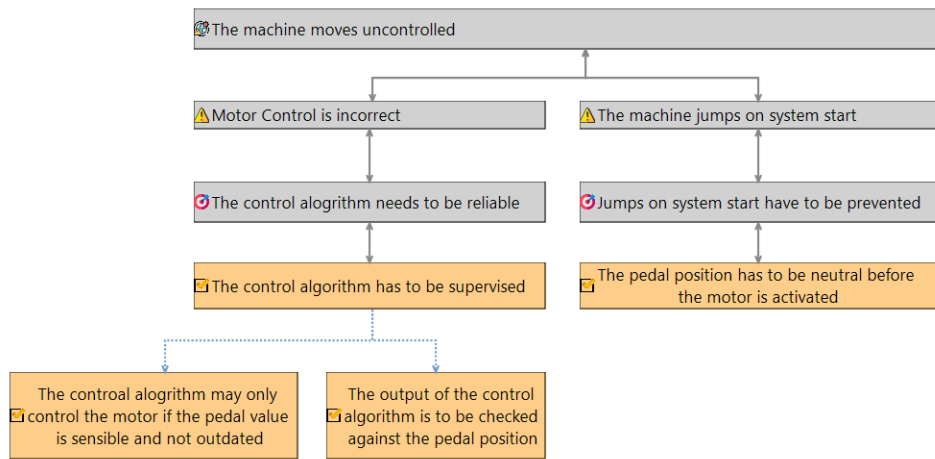 The machine moves uncontrolled
Motor Control is incorrect
The machine jumps on system start
The control alogrithm needs to be reliable
Jumps on system start have to be prevented
The control algorithm has to be supervised
The pedal position has to be neutral before
the motor is activated
The controal alogrithm may only
control the motor if the pedal value
is sensible and not outdated
The output of the control
algorithm is to be checked
against the pedal position